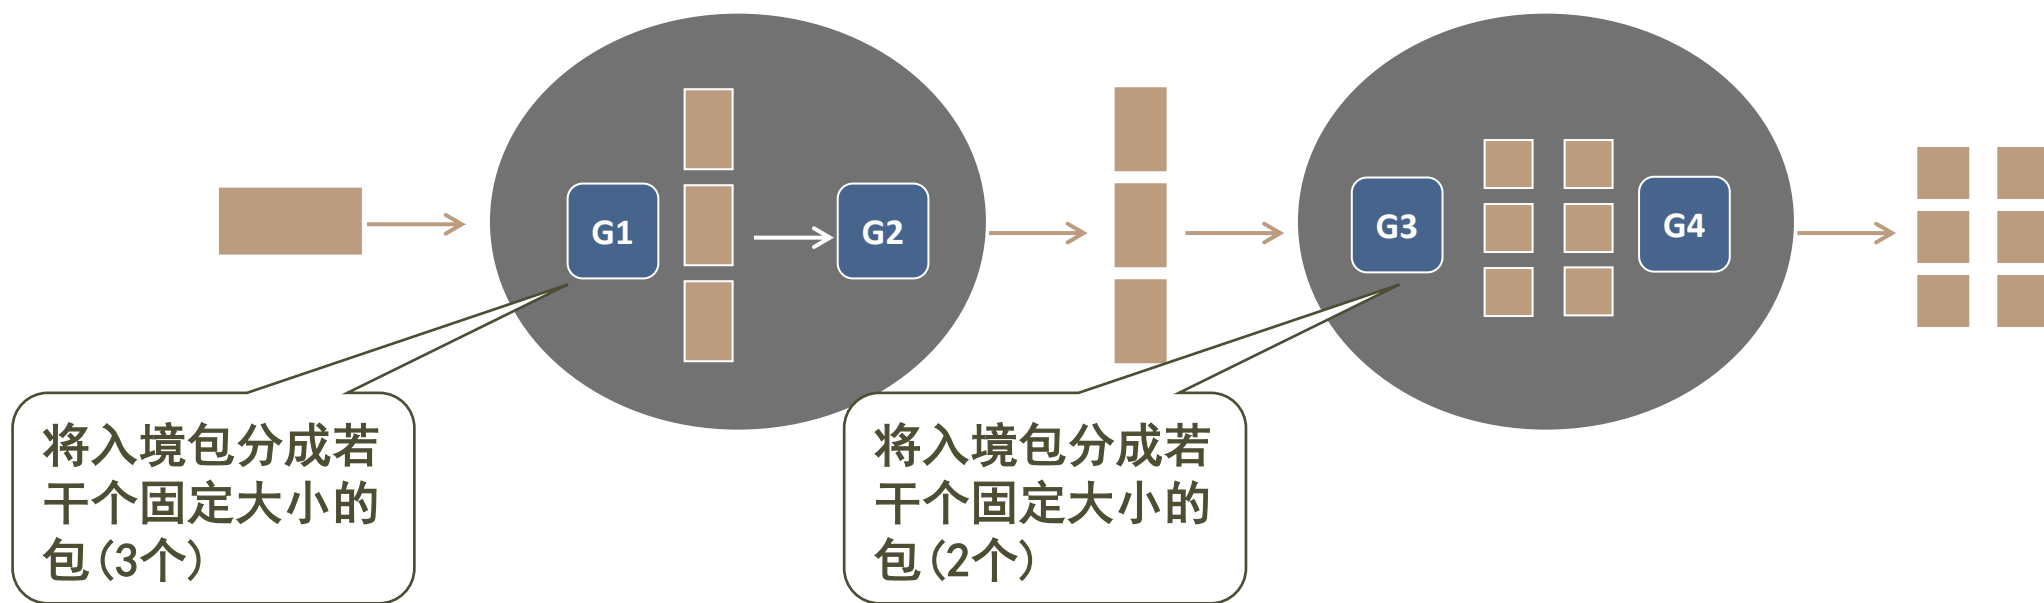 G1
G2
G3
G4
将入境包分成若
干个固定大小的
包(3个)
将入境包分成若
干个固定大小的
包(2个)